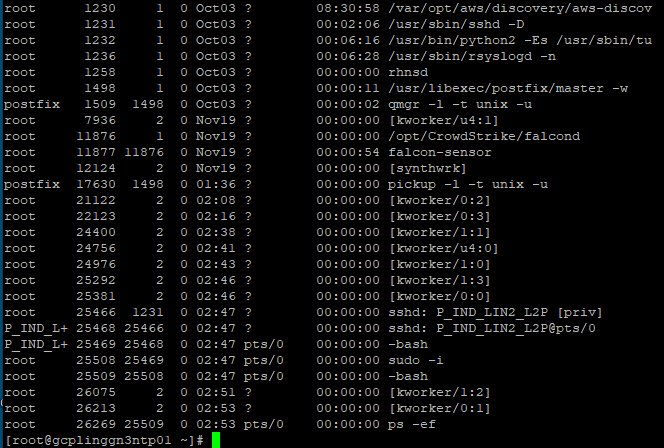 root      1230     1  0 Oct03 ?        08:30:58 /var/opt/aws/discovery/aws-discov
root      1231     1  0 Oct03 ?        00:02:06 /usr/sbin/sshd -D
root      1232     1  0 Oct03 ?        00:06:16 /usr/bin/python2 -Es /usr/sbin/tu
root      1236     1  0 Oct03 ?        00:06:28 /usr/sbin/rsyslogd -n
root      1258     1  0 Oct03 ?        00:00:00 rhnsd
root      1498     1  0 Oct03 ?        00:00:11 /usr/libexec/postfix/master -w
postfix   1509  1498  0 Oct03 ?        00:00:02 qmgr -l -t unix -u
root      7936     2  0 Nov19 ?        00:00:00 [kworker/u4:1]
root     11876     1  0 Nov19 ?        00:00:00 /opt/CrowdStrike/falcond
root     11877 11876  0 Nov19 ?        00:00:54 falcon-sensor
root     12124     2  0 Nov19 ?        00:00:00 [synthwrk]
postfix  17630  1498  0 01:36 ?        00:00:00 pickup -l -t unix -u
root     21122     2  0 02:08 ?        00:00:00 [kworker/0:2]
root     22123     2  0 02:16 ?        00:00:00 [kworker/0:3]
root     24400     2  0 02:38 ?        00:00:00 [kworker/1:1]
root     24756     2  0 02:41 ?        00:00:00 [kworker/u4:0]
root     24976     2  0 02:43 ?        00:00:00 [kworker/1:0]
root     25292     2  0 02:46 ?        00:00:00 [kworker/1:3]
root     25381     2  0 02:46 ?        00:00:00 [kworker/0:0]
root     25466  1231  0 02:47 ?        00:00:00 sshd: P_IND_LIN2_L2P [priv]
P_IND_L+ 25468 25466  0 02:47 ?        00:00:00 sshd: P_IND_LIN2_L2P@pts/0
P_IND_L+ 25469 25468  0 02:47 pts/0    00:00:00 -bash
root     25508 25469  0 02:47 pts/0    00:00:00 sudo -i
root     25509 25508  0 02:47 pts/0    00:00:00 -bash
root     26075     2  0 02:51 ?        00:00:00 [kworker/1:2]
root     26213     2  0 02:53 ?        00:00:00 [kworker/0:1]
root     26269 25509  0 02:53 pts/0    00:00:00 ps -ef
[root@gcplinggn3ntp01 ~]#